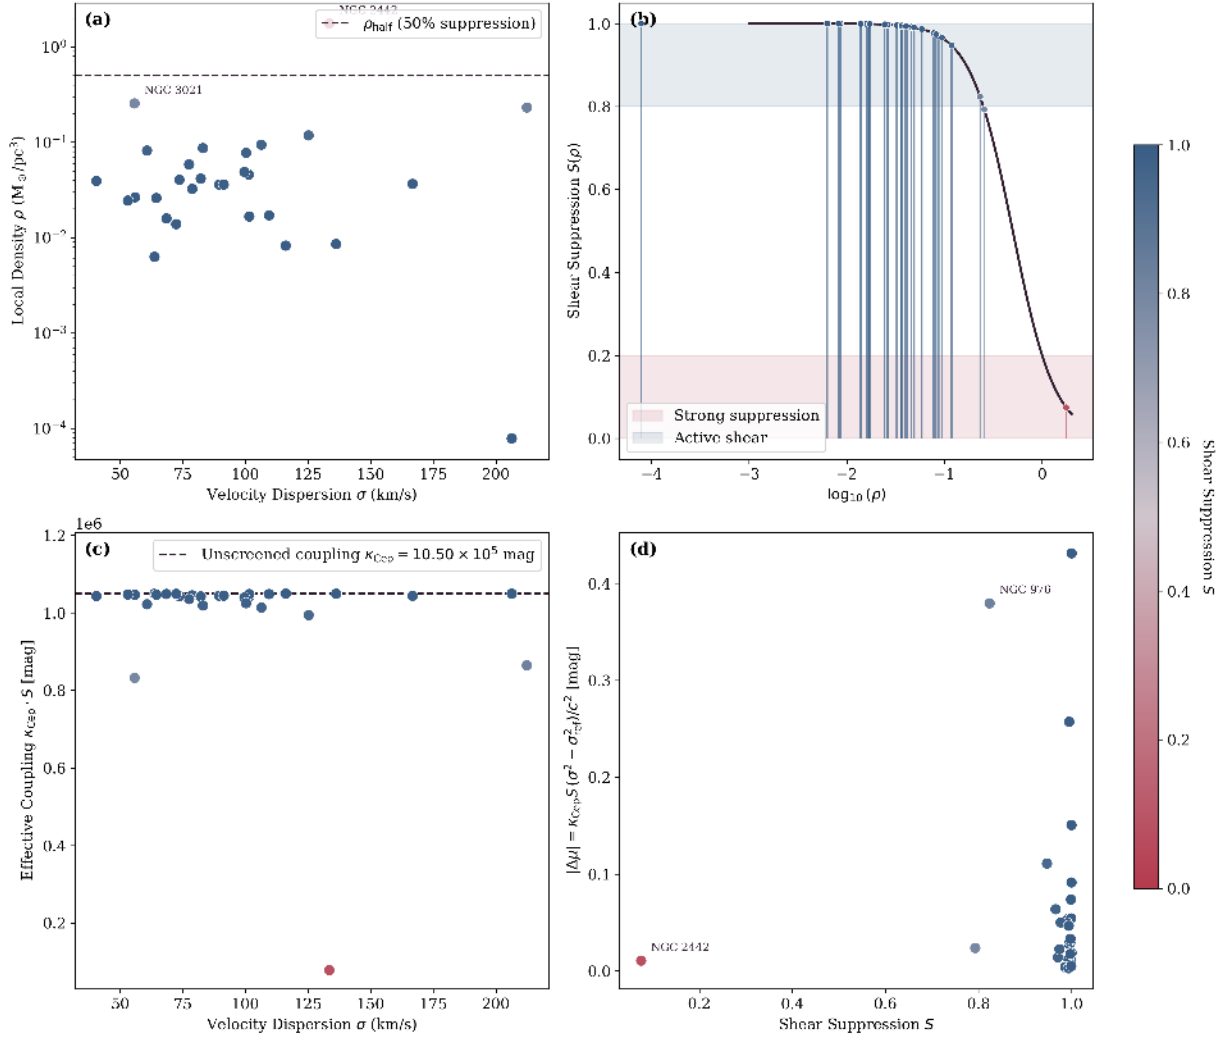 (a)
NGC 2442
ρhalf (50% suppression)
NGC 3021
10⁰
10⁻¹
10⁻²
10⁻³
10⁻⁴
Local Density ρ (M⊙/pc³)
50 75 100 125 150 175 200
Velocity Dispersion σ (km/s)
(b)
1.0
0.8
0.6
0.4
0.2
0.0
Shear Suppression S(ρ)
Strong suppression
Active shear
−4 −3 −2 −1 0
log₁₀(ρ)
1e6
(c)
Unscreened coupling κCep = 10.50 × 10⁵ mag
1.2
1.0
0.8
0.6
0.4
0.2
Effective Coupling κCep · S [mag]
50 75 100 125 150 175 200
Velocity Dispersion σ (km/s)
(d)
NGC 976
NGC 2442
0.4
0.3
0.2
0.1
0.0
|Δμ| = κCep S (σ² − σ²ref)/c² [mag]
0.2 0.4 0.6 0.8 1.0
Shear Suppression S
1.0
0.8
0.6
0.4
0.2
0.0
Shear Suppression S